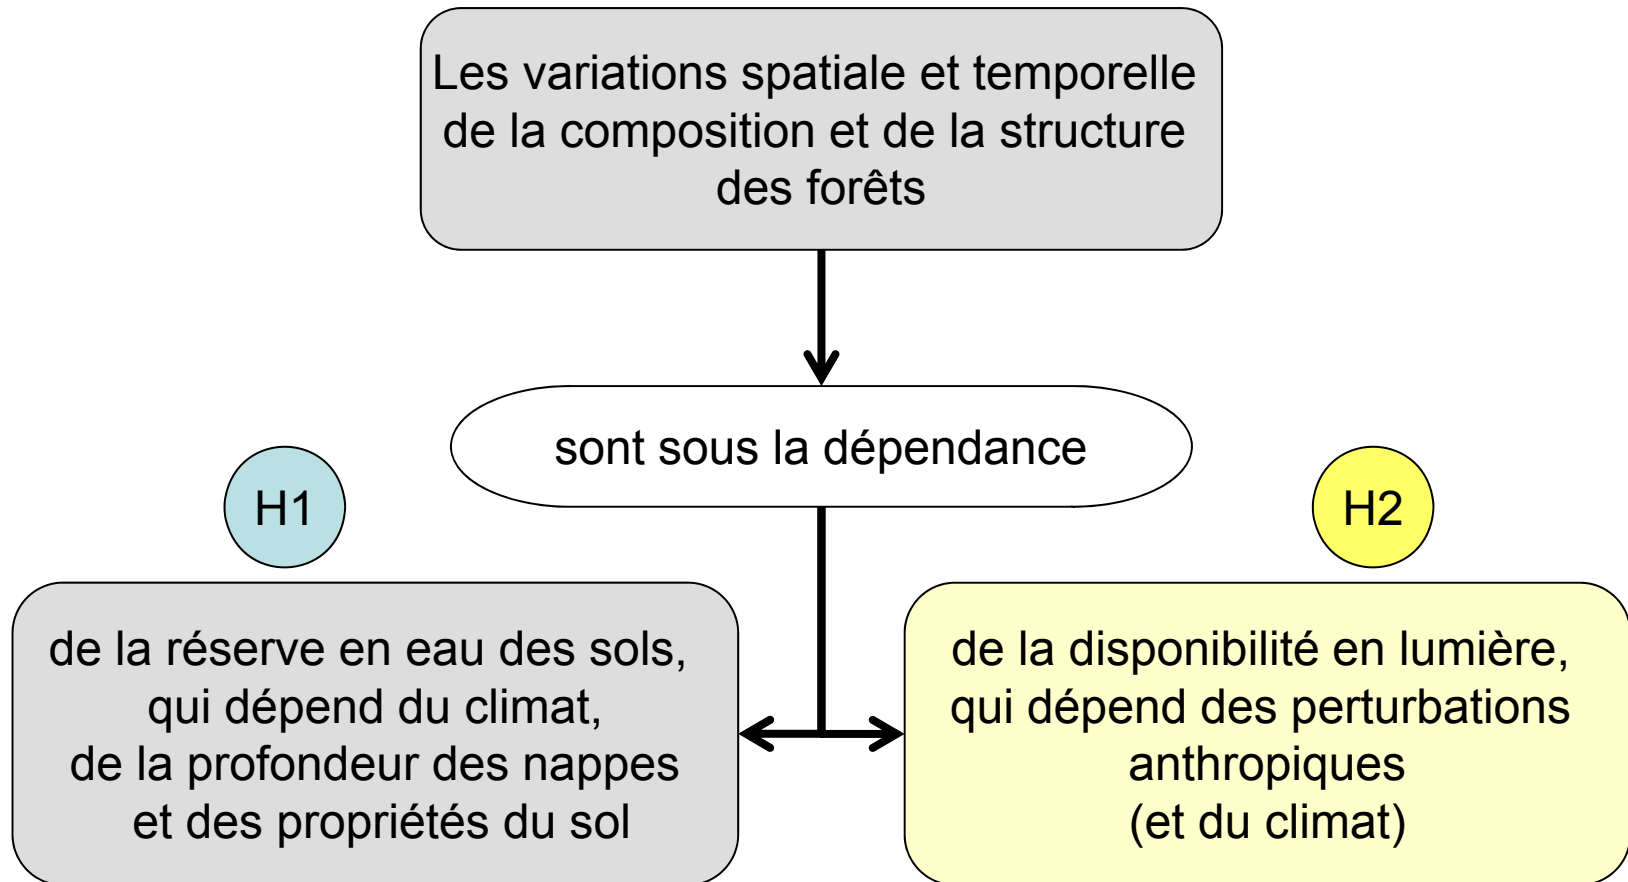 Les variations spatiale et temporelle
de la composition et de la structure
des forêts
sont sous la dépendance
H1
H2
de la réserve en eau des sols,
qui dépend du climat,
de la profondeur des nappes
et des propriétés du sol
de la disponibilité en lumière,
qui dépend des perturbations
anthropiques
(et du climat)